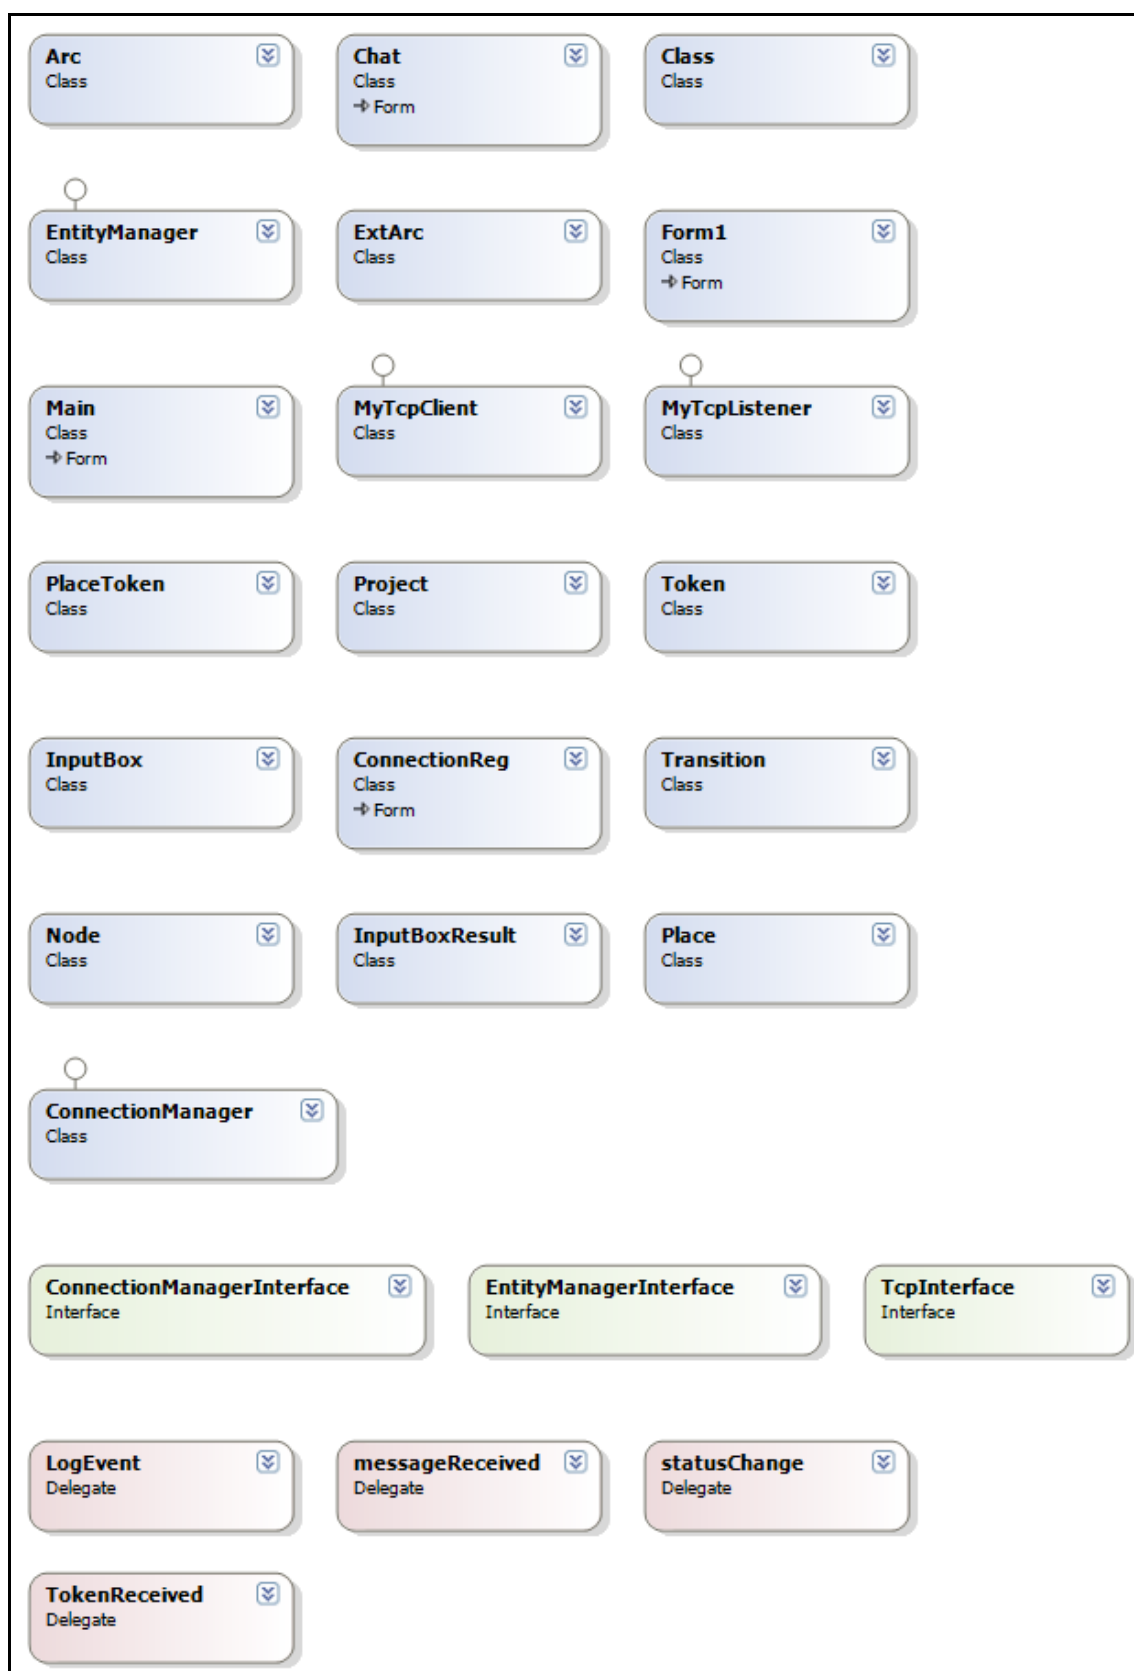 Arc
Class
Chat
Class
Form
Class
Class
EntityManager
Class
ExtArc
Class
Form1
Class
Form
Main
Class
Form
MyTcpClient
Class
MyTcpListener
Class
PlaceToken
Class
Project
Class
Token
Class
InputBox
Class
ConnectionReg
Class
Form
Transition
Class
Node
Class
InputBoxResult
Class
Place
Class
ConnectionManager
Class
ConnectionManagerInterface
Interface
EntityManagerInterface
Interface
TcpInterface
Interface
LogEvent
Delegate
messageReceived
Delegate
statusChange
Delegate
TokenReceived
Delegate